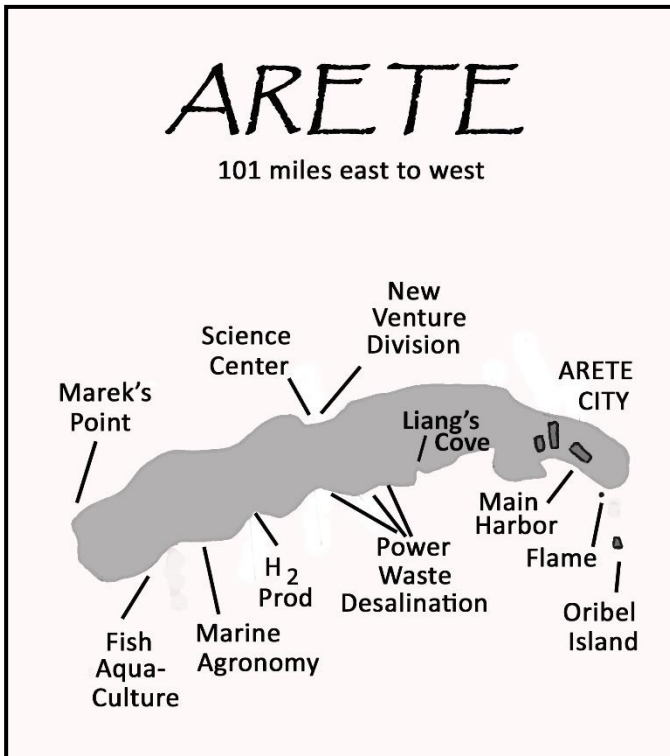 ARETE
101 miles east to west
New
Venture
Division
Science
Center
ARETE
CITY
Marek's
Point
Liang's
Cove
Main
Harbor
Flame
Oribel
Island
Power
Waste
Desalination
H2
Prod
Marine
Agronomy
Fish
Aqua-
Culture